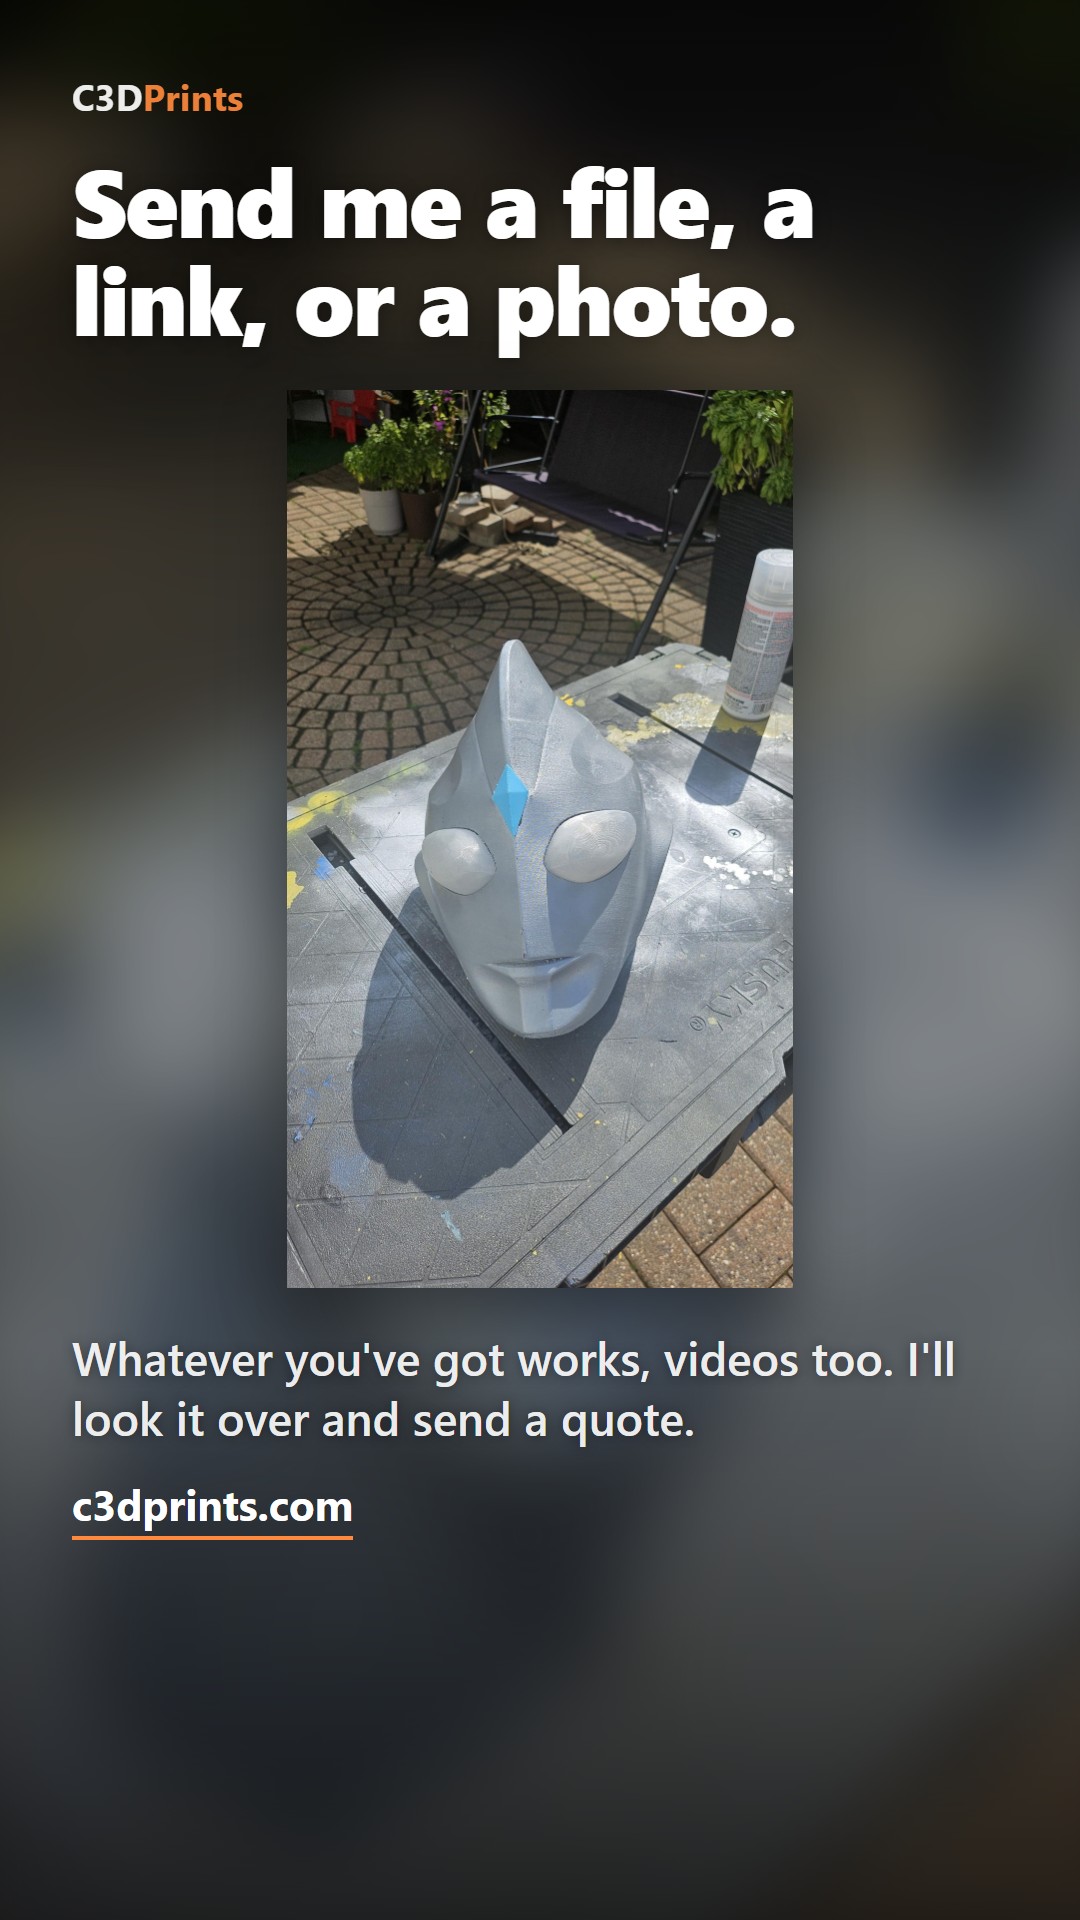 C3DPrints
Send me a file, a
link, or a photo.
HUSKY®
Whatever you've got works, videos too. I'll
look it over and send a quote.
c3dprints.com